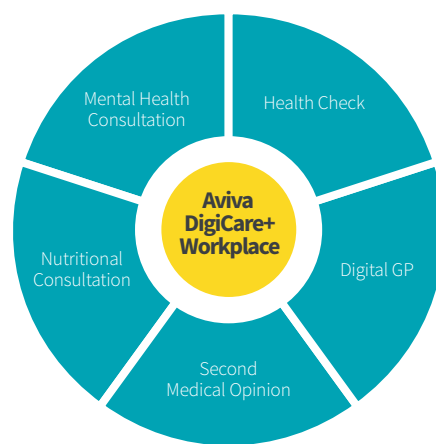 Mental Health
Consultation
Health Check
Aviva
DigiCare+
Workplace
Nutritional
Consultation
Digital GP
Second
Medical Opinion